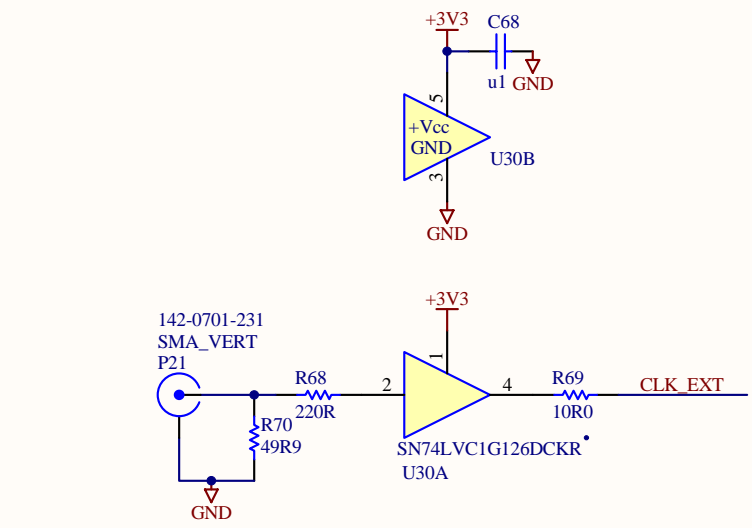 +3V3
C68
u1
GND
5
+Vcc
GND
U30B
3
GND
142-0701-231
SMA_VERT
P21
+3V3
1
R68
220R
2
4
R69
10R0
CLK_EXT
R70
49R9
SN74LVC1G126DCKR
U30A
GND